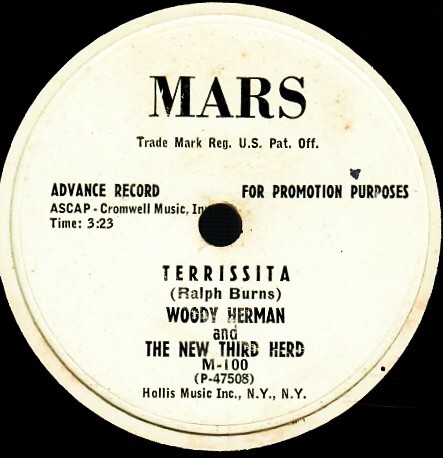 MARS
Trade Mark Reg. U.S. Pat. Off.
ADVANCE RECORD FOR PROMOTION PURPOSES
ASCAP - Cromwell Music, In
Time: 3:23
TERRISSITA
(Ralph Burns)
WOODY HERMAN
and
THE NEW THIRD HERD
M-100
(P-47508)
Hollis Music Inc., N.Y., N.Y.